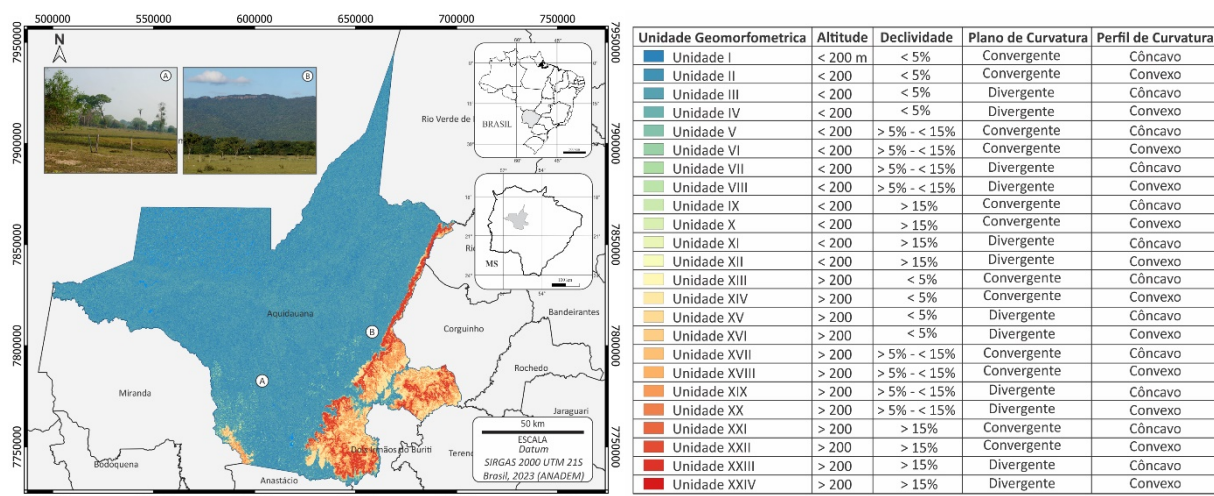 500000 550000 600000 650000 700000 750000
7950000
7900000
7850000
7800000
7750000
7950000
7900000
7850000
7800000
7750000
N
A
B
BRASIL
MS
Rio Verde de
Aquidauana
B
A
Corguinho
Bandeirantes
Rochedo
Jaraguari
Miranda
Bodoquena
Anastácio
Dois Irmãos do Buriti
Tereno
50 km
ESCALA
Datum
SIRGAS 2000 UTM 21S
Brasil, 2023 (ANADEM)
Unidade Geomorfometrica Altitude Declividade Plano de Curvatura Perfil de Curvatura
Unidade I < 200 m < 5% Convergente Côncavo
Unidade II < 200 < 5% Convergente Convexo
Unidade III < 200 < 5% Divergente Côncavo
Unidade IV < 200 < 5% Divergente Convexo
Unidade V < 200 > 5% - < 15% Convergente Côncavo
Unidade VI < 200 > 5% - < 15% Convergente Convexo
Unidade VII < 200 > 5% - < 15% Divergente Côncavo
Unidade VIII < 200 > 5% - < 15% Divergente Convexo
Unidade IX < 200 > 15% Convergente Côncavo
Unidade X < 200 > 15% Convergente Convexo
Unidade XI < 200 > 15% Divergente Côncavo
Unidade XII < 200 > 15% Divergente Convexo
Unidade XIII > 200 < 5% Convergente Côncavo
Unidade XIV > 200 < 5% Convergente Convexo
Unidade XV > 200 < 5% Divergente Côncavo
Unidade XVI > 200 < 5% Divergente Convexo
Unidade XVII > 200 > 5% - < 15% Convergente Côncavo
Unidade XVIII > 200 > 5% - < 15% Convergente Convexo
Unidade XIX > 200 > 5% - < 15% Divergente Côncavo
Unidade XX > 200 > 5% - < 15% Divergente Convexo
Unidade XXI > 200 > 15% Convergente Côncavo
Unidade XXII > 200 > 15% Convergente Convexo
Unidade XXIII > 200 > 15% Divergente Côncavo
Unidade XXIV > 200 > 15% Divergente Convexo